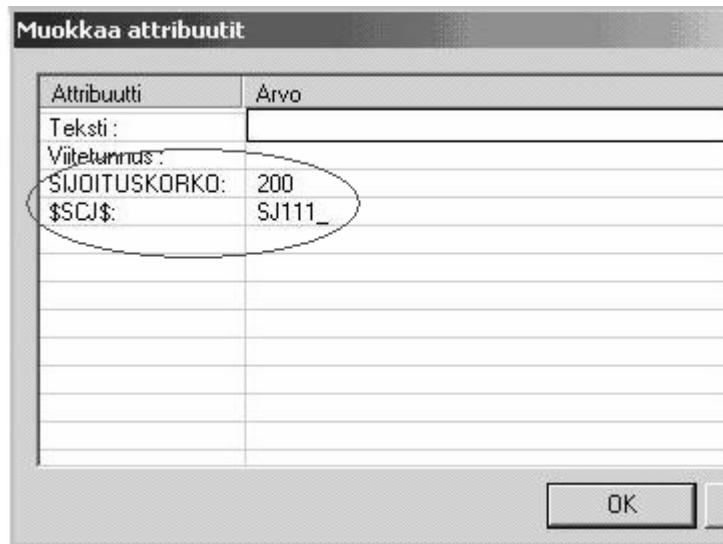 Muokkaa attribuutit
Attribuutti Arvo
Teksti :
Viitetunnus :
SIJOITUSKORKO: 200
$SCJ$: SJ111_
OK